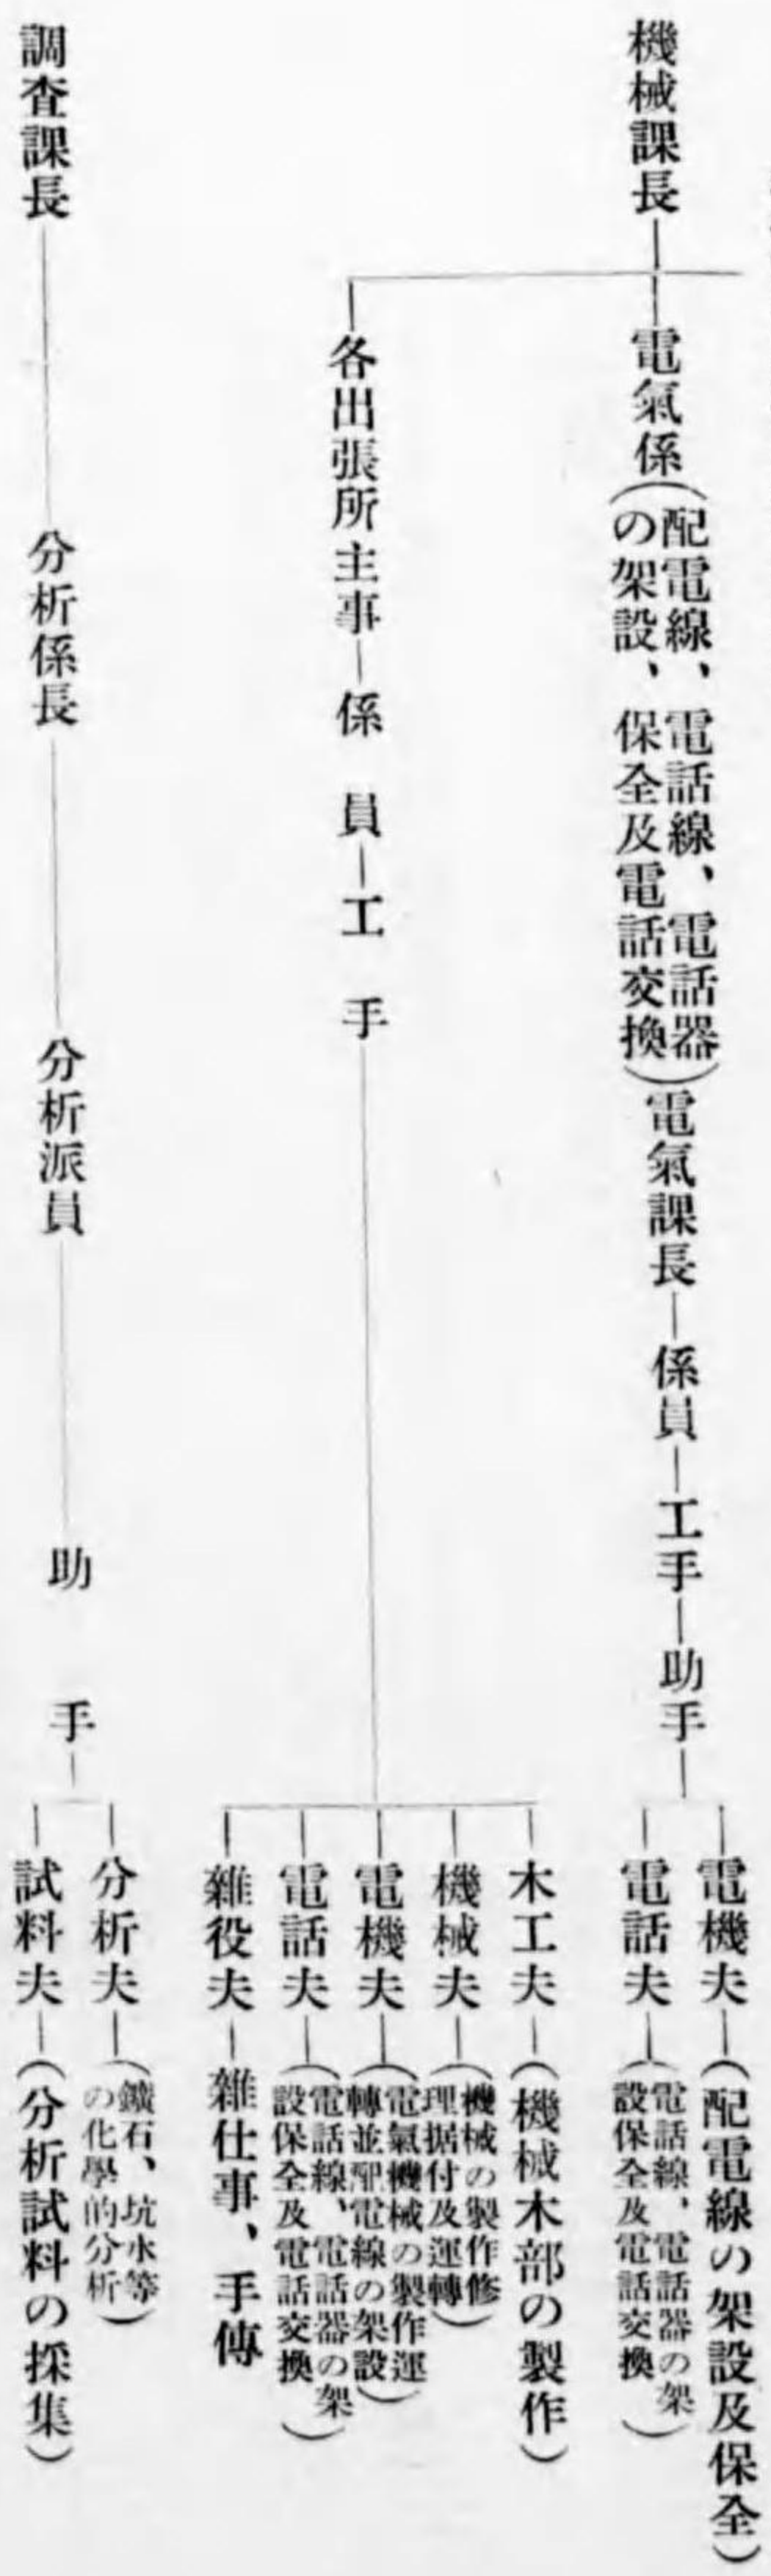 機械課長
電氣係
(配電線、電話線、電話器
の架設、保全及電話交換)
電氣課長
係員
工手
助手
電機夫
(配電線の架設及保全)
電話夫
(電話線、電話器の架
設保全及電話交換)
各出張所主事
係員
工手
木工夫
(機械木部の製作)
機械夫
(機械の製作修
理据付及運轉)
電機夫
(電氣機械の製作運
轉並配電線の架設)
電話夫
(電話線、電話器の架
設保全及電話交換)
雜役夫
雜仕事、手傳
調査課長
分析係長
分析派員
助手
分析夫
(鑛石、坑水等
の化學的分析)
試料夫
(分析試料の採集)